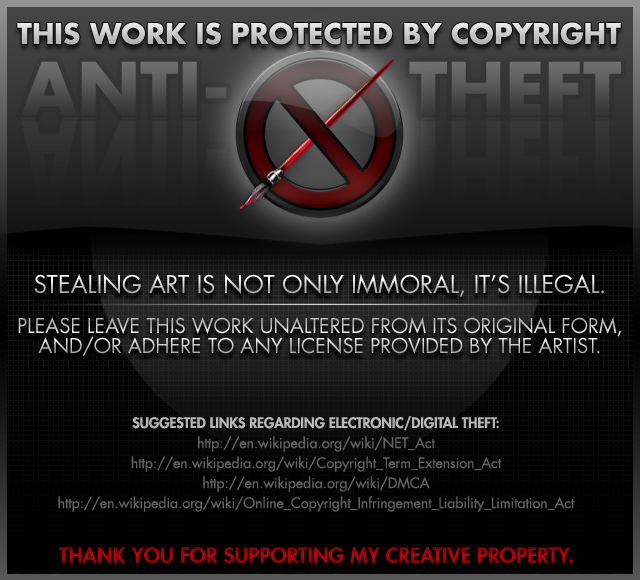 THIS WORK IS PROTECTED BY COPYRIGHT
ANTI-THEFT
STEALING ART IS NOT ONLY IMMORAL, IT'S ILLEGAL.
PLEASE LEAVE THIS WORK UNALTERED FROM ITS ORIGINAL FORM,
AND/OR ADHERE TO ANY LICENSE PROVIDED BY THE ARTIST.
SUGGESTED LINKS REGARDING ELECTRONIC/DIGITAL THEFT:
http://en.wikipedia.org/wiki/NET_Act
http://en.wikipedia.org/wiki/Copyright_Term_Extension_Act
http://en.wikipedia.org/wiki/DMCA
http://en.wikipedia.org/wiki/Online_Copyright_Infringement_Liability_Limitation_Act
THANK YOU FOR SUPPORTING MY CREATIVE PROPERTY.